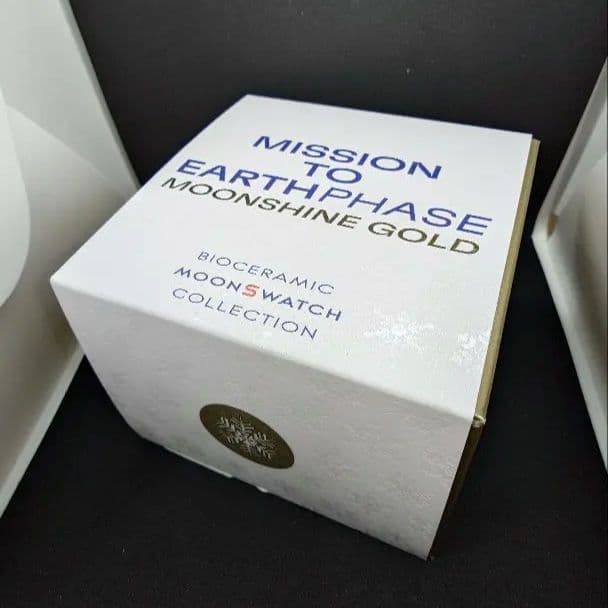 MISSION
TO
EARTHPHASE
MOONSHINE GOLD
BIOCERAMIC
MOONSWATCH
COLLECTION